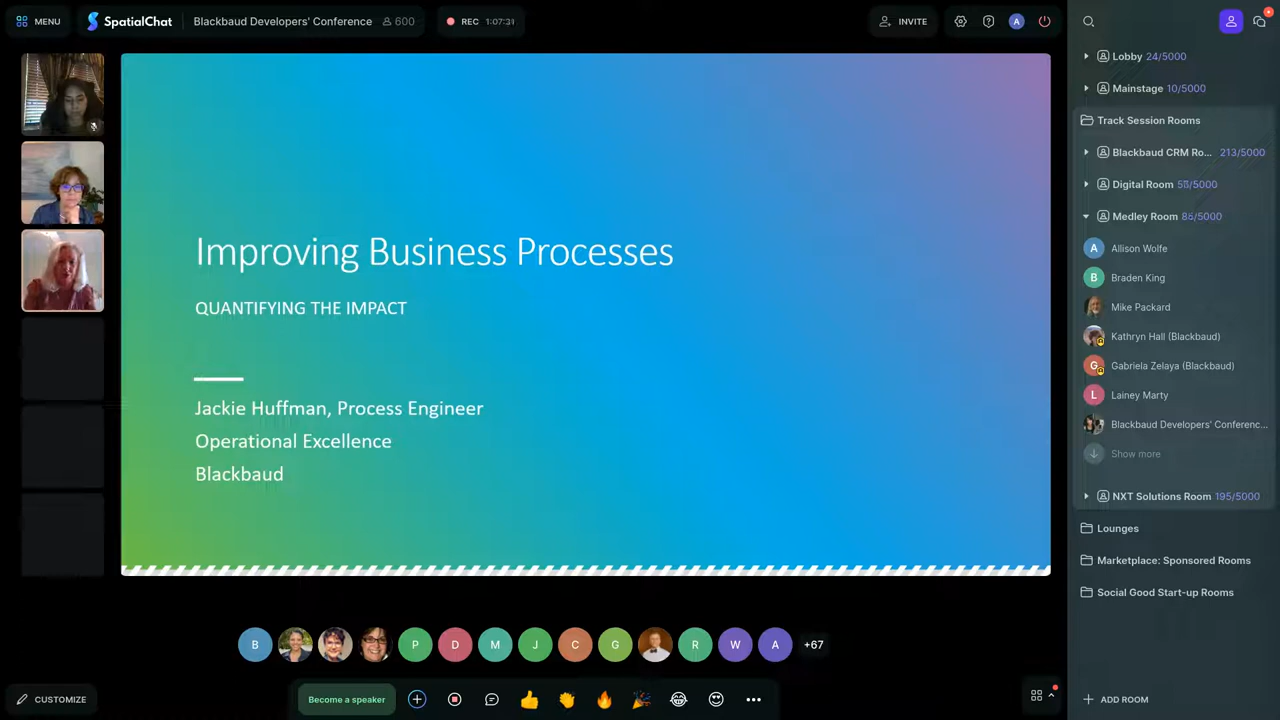 MENU
SpatialChat
Blackbaud Developers' Conference
600
REC
1:07:31
INVITE
A
Lobby 24/5000
Mainstage 10/5000
Track Session Rooms
Blackbaud CRM Ro... 213/5000
Digital Room /5000
Medley Room /5000
A Allison Wolfe
B Braden King
Mike Packard
Kathryn Hall (Blackbaud)
G Gabriela Zelaya (Blackbaud)
L Lainey Marty
Blackbaud Developers' Conferenc...
Show more
NXT Solutions Room 195/5000
Lounges
Marketplace: Sponsored Rooms
Social Good Start-up Rooms
ADD ROOM
Improving Business Processes
QUANTIFYING THE IMPACT
Jackie Huffman, Process Engineer
Operational Excellence
Blackbaud
B P D M J C G R W A +67
CUSTOMIZE
Become a speaker